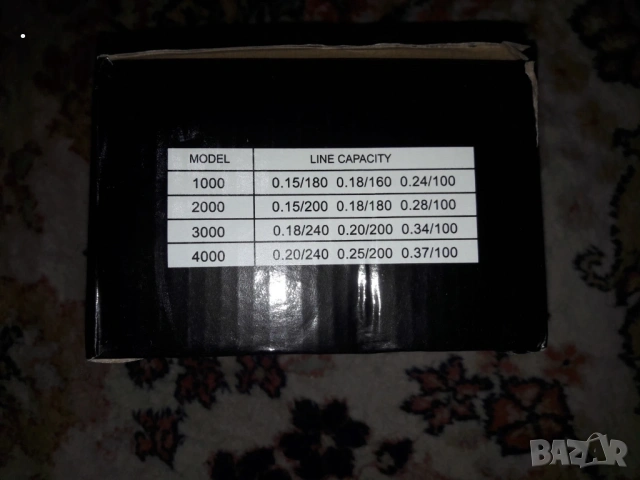 MODEL LINE CAPACITY
1000 0.15/180 0.18/160 0.24/100
2000 0.15/200 0.18/180 0.28/100
3000 0.18/240 0.20/200 0.34/100
4000 0.20/240 0.25/200 0.37/100
BAZAR